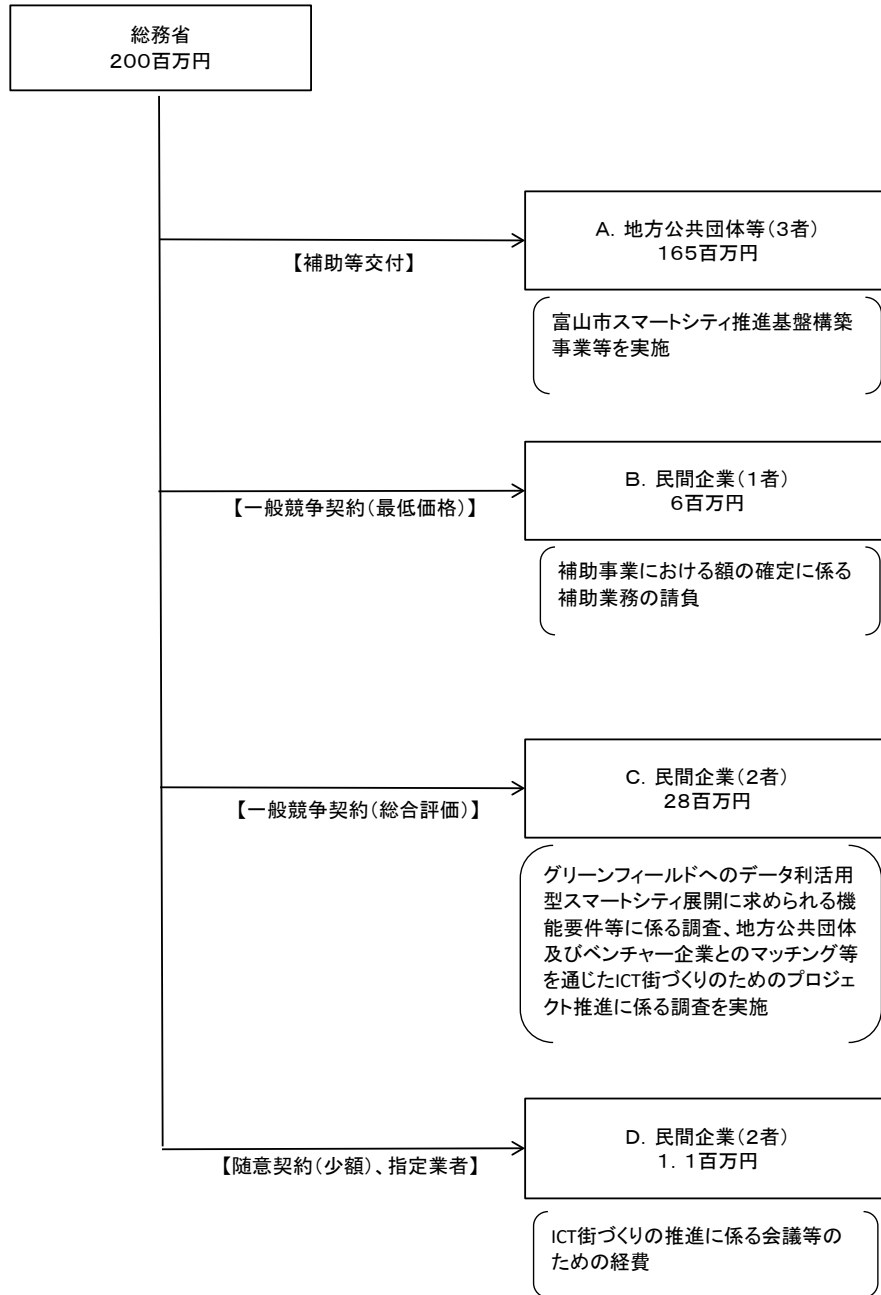 総務省
200百万円
A．地方公共団体等（３者）
165百万円
【補助等交付】
富山市スマートシティ推進基盤構築
事業等を実施
B．民間企業（１者）
６百万円
【一般競争契約（最低価格）】
補助事業における額の確定に係る
補助業務の請負
C．民間企業（２者）
28百万円
【一般競争契約（総合評価）】
グリーンフィールドへのデータ利活用
型スマートシティ展開に求められる機
能要件等に係る調査、地方公共団体
及びベンチャー企業とのマッチング等
を通じたICT街づくりのためのプロジェ
クト推進に係る調査を実施
D．民間企業（２者）
１．１百万円
【随意契約（少額）、指定業者】
ICT街づくりの推進に係る会議等の
ための経費